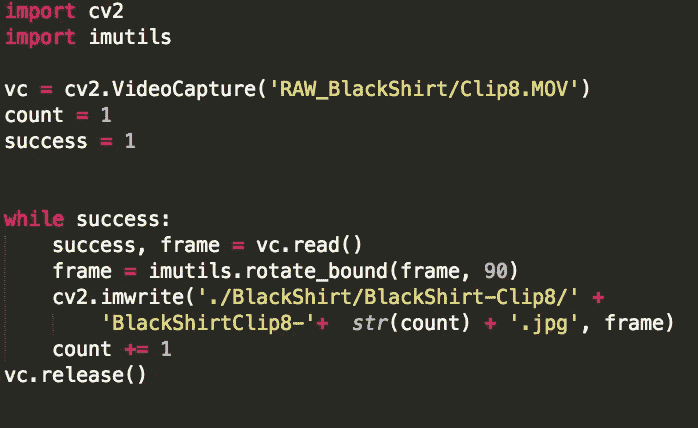 import cv2
import imutils
vc = cv2.VideoCapture('RAW_BlackShirt/Clip8.MOV')
count = 1
success = 1
while success:
    success, frame = vc.read()
    frame = imutils.rotate_bound(frame, 90)
    cv2.imwrite('./BlackShirt/BlackShirt-Clip8/' +
        'BlackShirtClip8-'+  str(count) + '.jpg', frame)
    count += 1
vc.release()